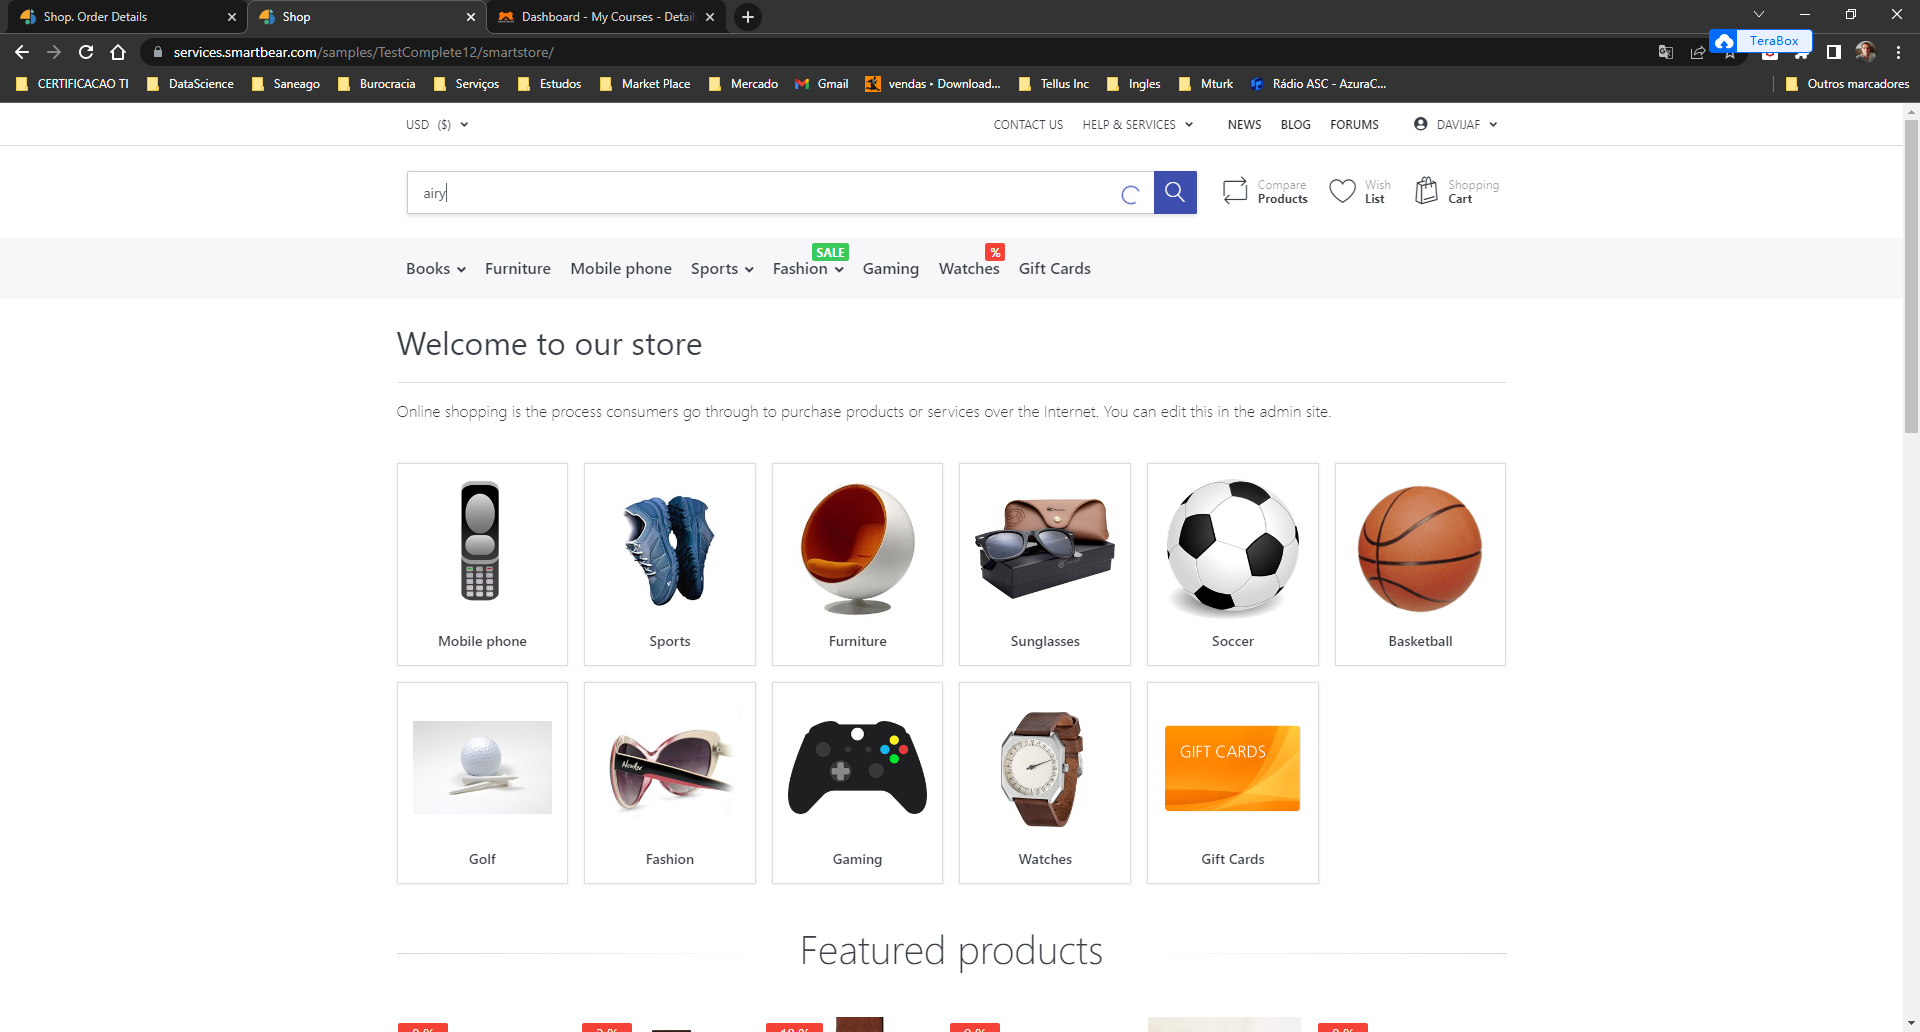 Shop. Order Details
Shop
Dashboard - My Courses - Detail
services.smartbear.com/samples/TestComplete12/smartstore/
TeraBox
CERTIFICACAO TI
DataScience
Saneago
Burocracia
Serviços
Estudos
Market Place
Mercado
Gmail
vendas ‣ Download...
Tellus Inc
Ingles
Mturk
Rádio ASC - AzuraC...
Outros marcadores
USD ($)
CONTACT US
HELP & SERVICES
NEWS
BLOG
FORUMS
DAVIJAF
airy
Compare
Products
Wish
List
Shopping
Cart
SALE
%
Books
Furniture
Mobile phone
Sports
Fashion
Gaming
Watches
Gift Cards
Welcome to our store
Online shopping is the process consumers go through to purchase products or services over the Internet. You can edit this in the admin site.
Mobile phone
Sports
Furniture
Sunglasses
Soccer
Basketball
GIFT CARDS
Golf
Fashion
Gaming
Watches
Gift Cards
Featured products